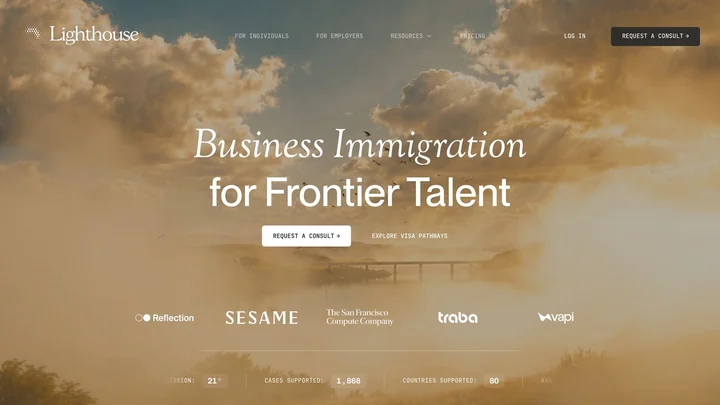 Lighthouse
FOR INDIVIDUALS
FOR EMPLOYERS
RESOURCES
PRICING
LOG IN
REQUEST A CONSULT →
Business Immigration
for Frontier Talent
REQUEST A CONSULT →
EXPLORE VISA PATHWAYS
Reflection
SESAME
The San Francisco
Compute Company
traba
vapi
21
CASES SUPPORTED: 1,868
COUNTRIES SUPPORTED: 80